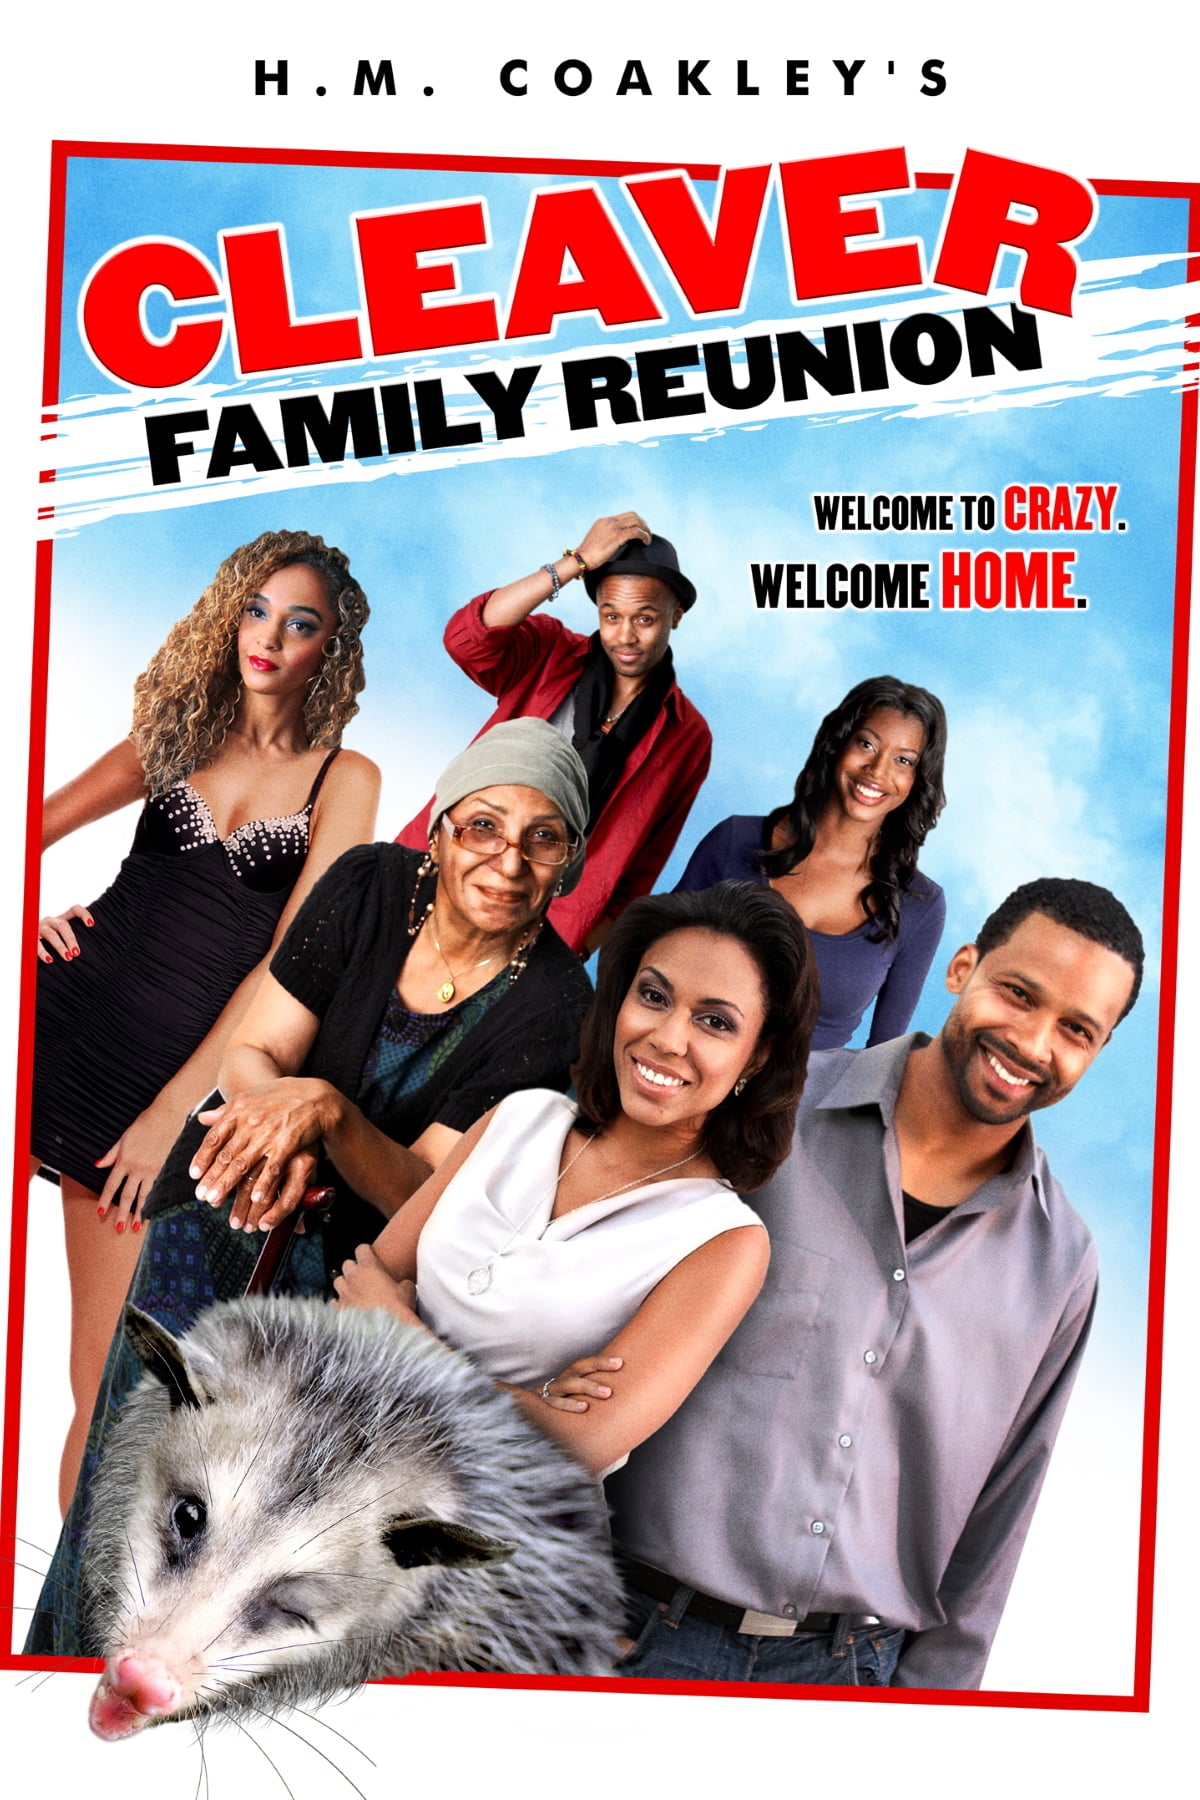 H.M. COAKLEY'S
CLEAVER
FAMILY REUNION
WELCOME TO CRAZY.
WELCOME HOME.